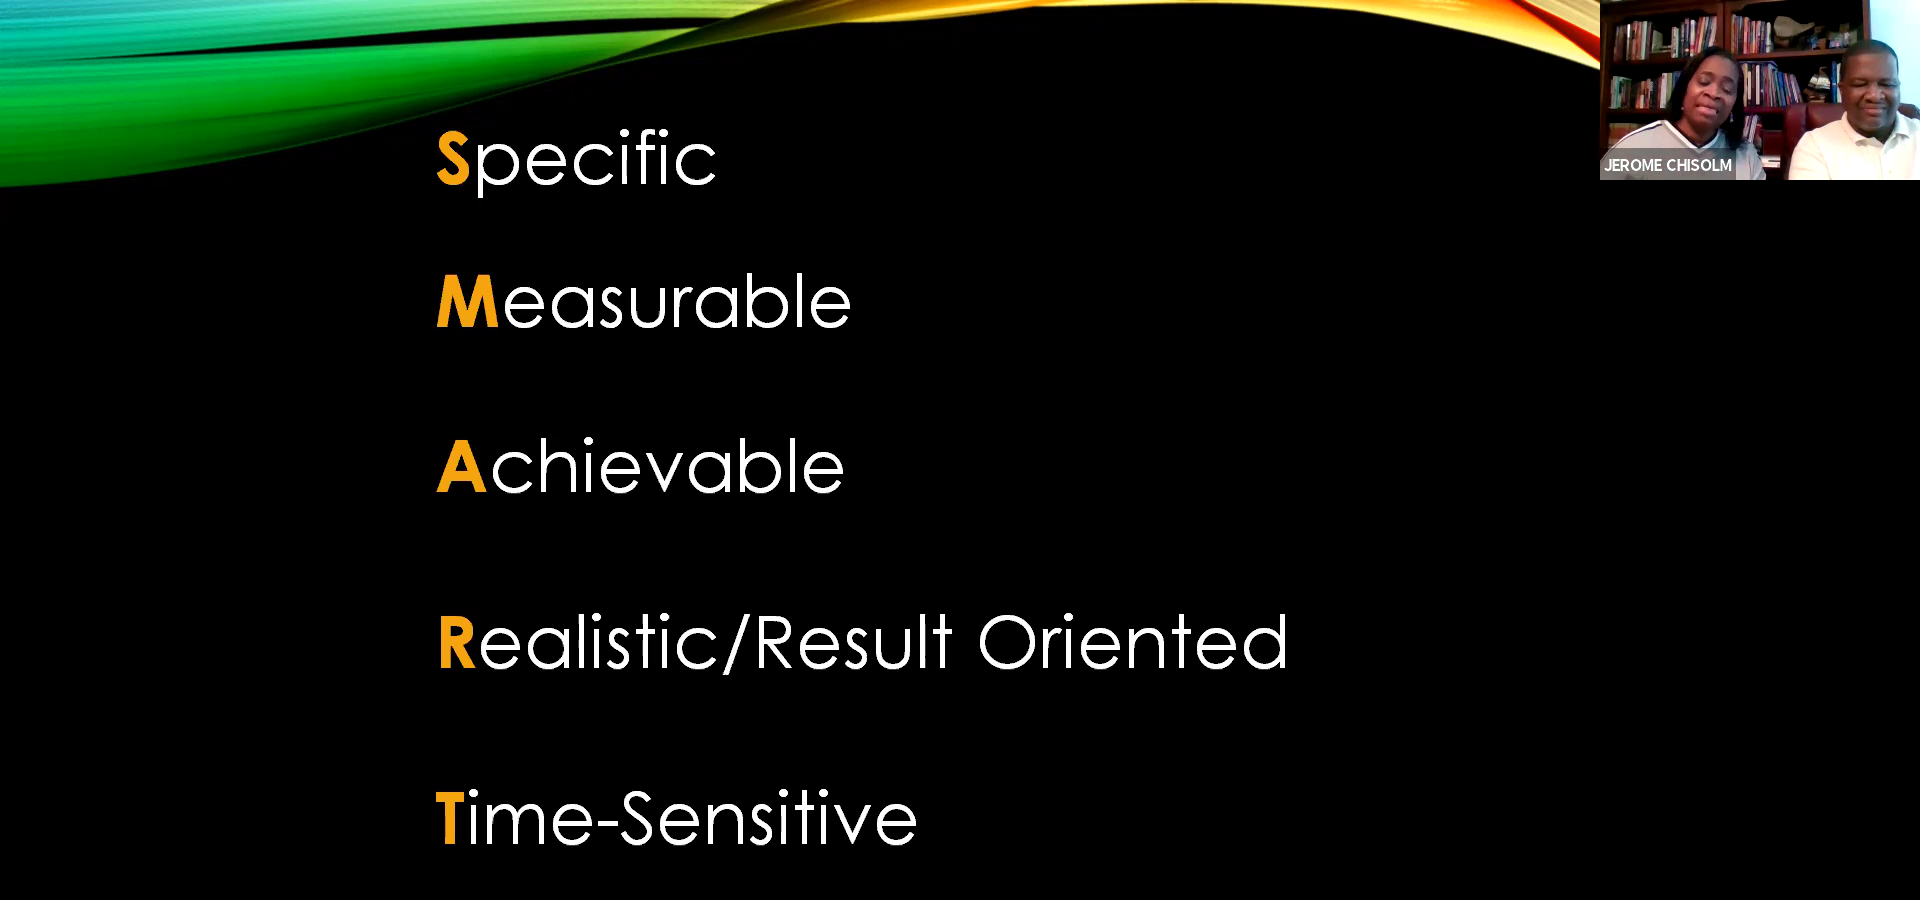 Specific
JEROME CHISOLM
Measurable
Achievable
Realistic/Result Oriented
Time-Sensitive